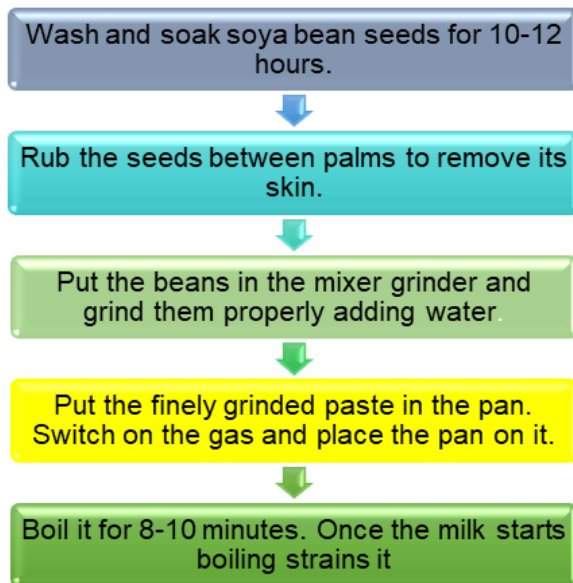 Wash and soak soya bean seeds for 10-12
hours.
Rub the seeds between palms to remove its
skin.
Put the beans in the mixer grinder and
grind them properly adding water.
Put the finely grinded paste in the pan.
Switch on the gas and place the pan on it.
Boil it for 8-10 minutes. Once the milk starts
boiling strains it